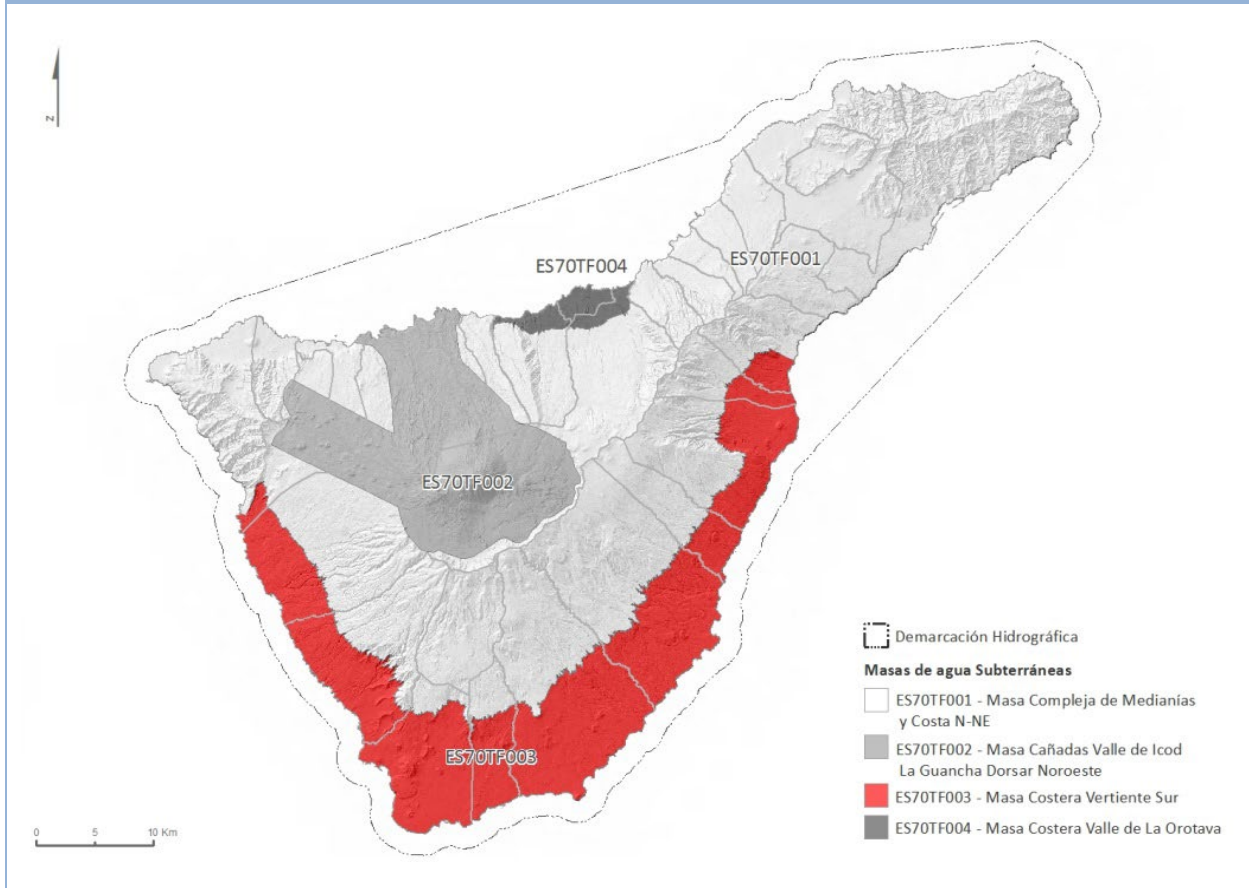 N
ES70TF004
ES70TF001
ES70TF002
ES70TF003
Demarcación Hidrográfica
Masas de agua Subterráneas
ES70TF001 - Masa Compleja de Medianías
y Costa N-NE
ES70TF002 - Masa Cañadas Valle de Icod
La Guancha Dorsar Noroeste
ES70TF003 - Masa Costera Vertiente Sur
ES70TF004 - Masa Costera Valle de La Orotava
0 5 10 Km